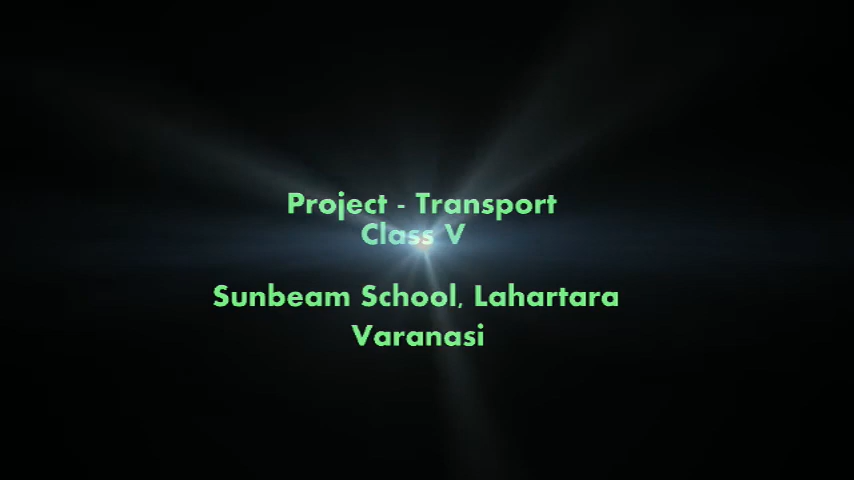 Project - Transport
Class V
Sunbeam School, Lahartara
Varanasi